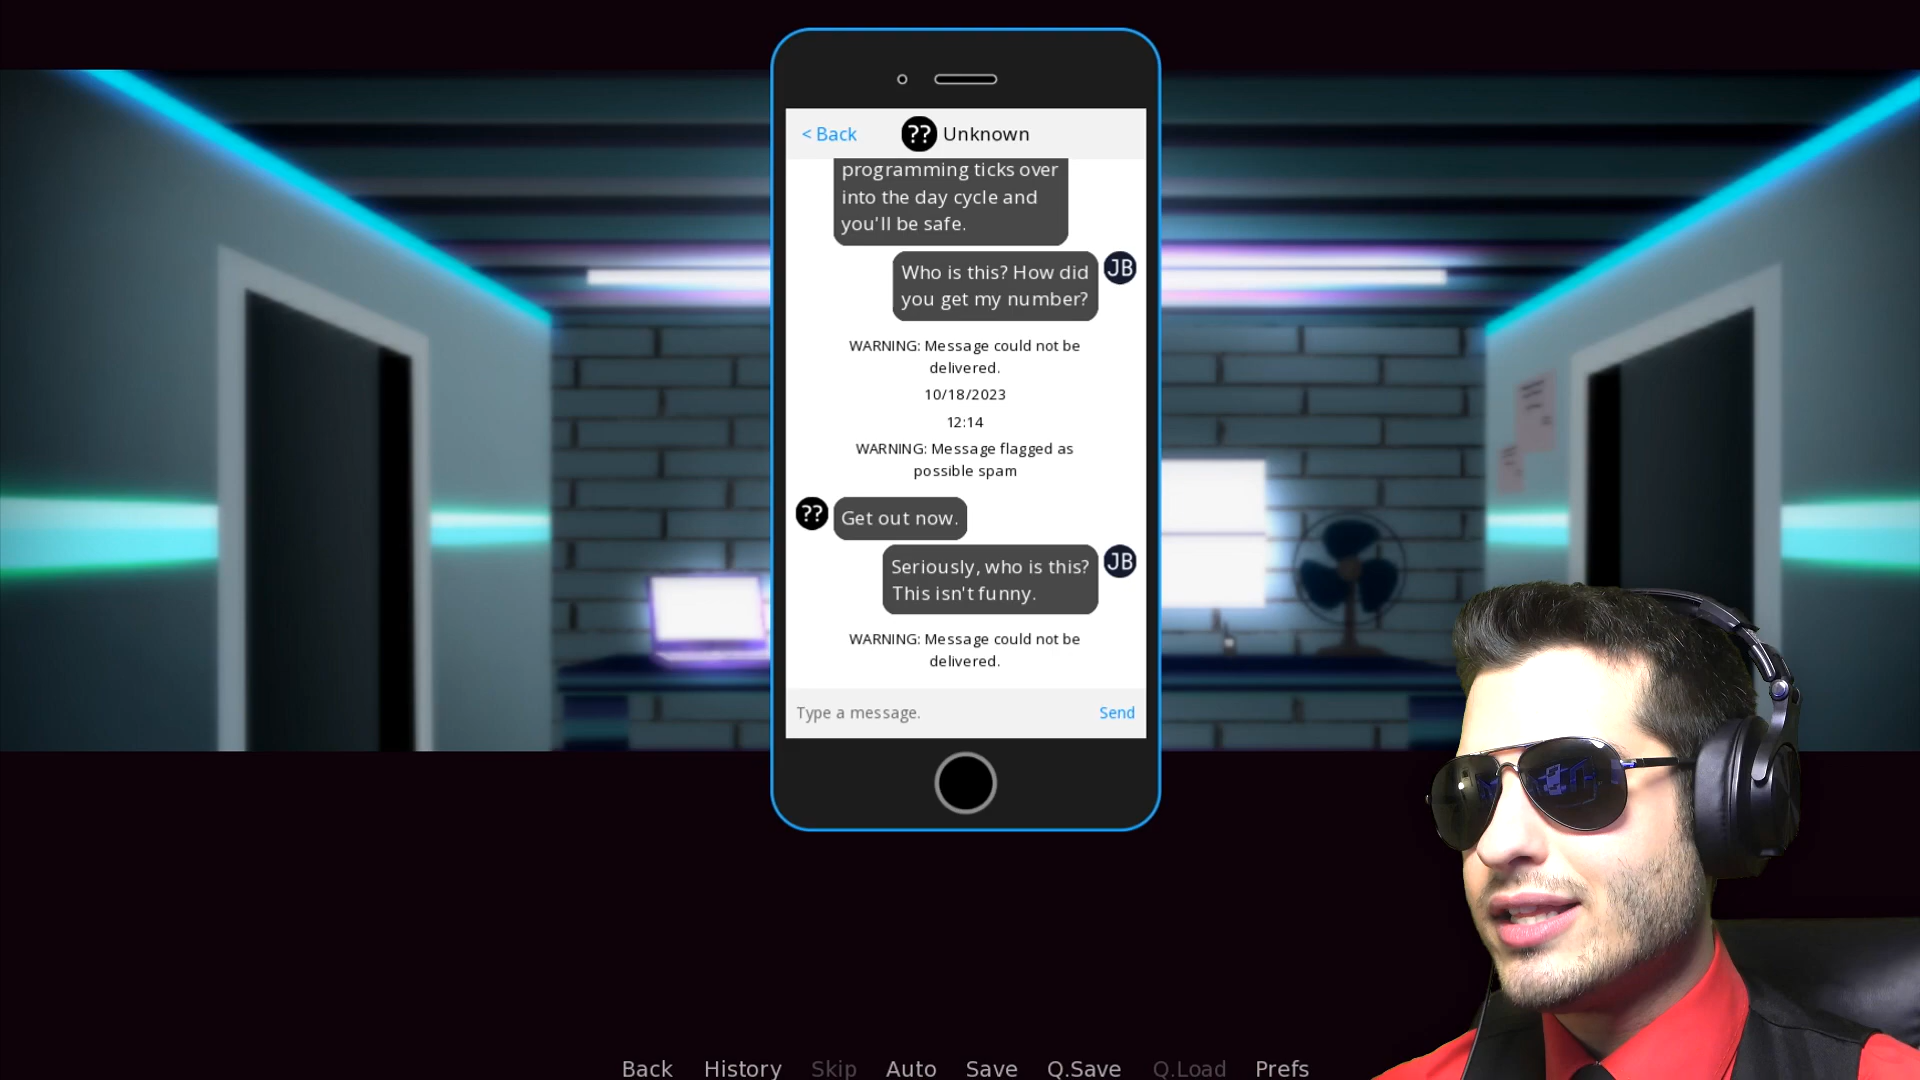 < Back
?? Unknown
programming ticks over
into the day cycle and
you'll be safe.
Who is this? How did
you get my number?
JB
WARNING: Message could not be
delivered.
10/18/2023
12:14
WARNING: Message flagged as
possible spam
?? Get out now.
Seriously, who is this?
This isn't funny.
JB
WARNING: Message could not be
delivered.
Type a message. Send
Back History Skip Auto Save Q.Save Q.Load Prefs